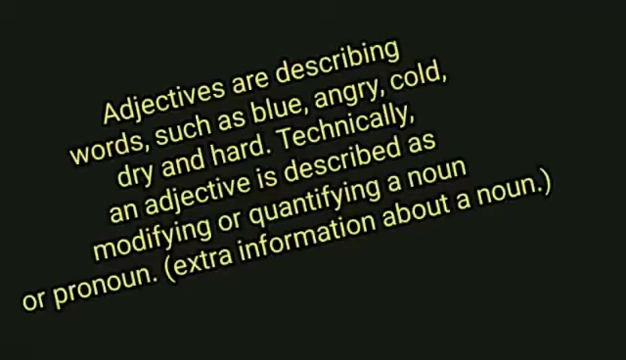 Adjectives are describing
words, such as blue, angry, cold,
dry and hard. Technically,
an adjective is described as
modifying or quantifying a noun
or pronoun. (extra information about a noun.)